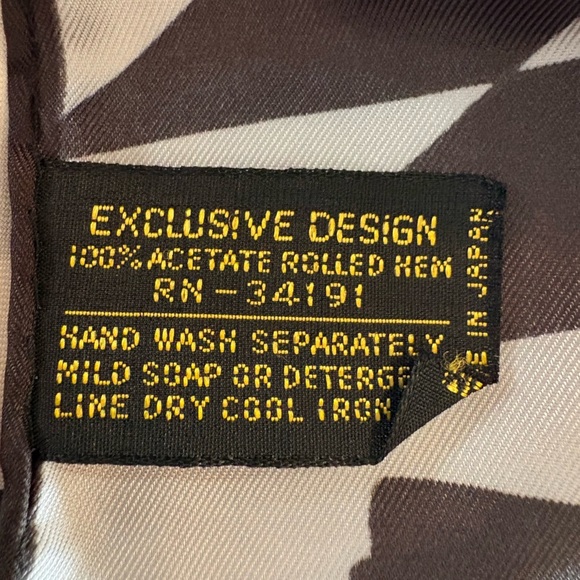 EXCLUSIVE DESIGN
100% ACETATE ROLLED HEM
RN-34191
HAND WASH SEPARATELY
MILD SOAP OR DETERGE
LINE DRY COOL IRON
E IN JAPAN